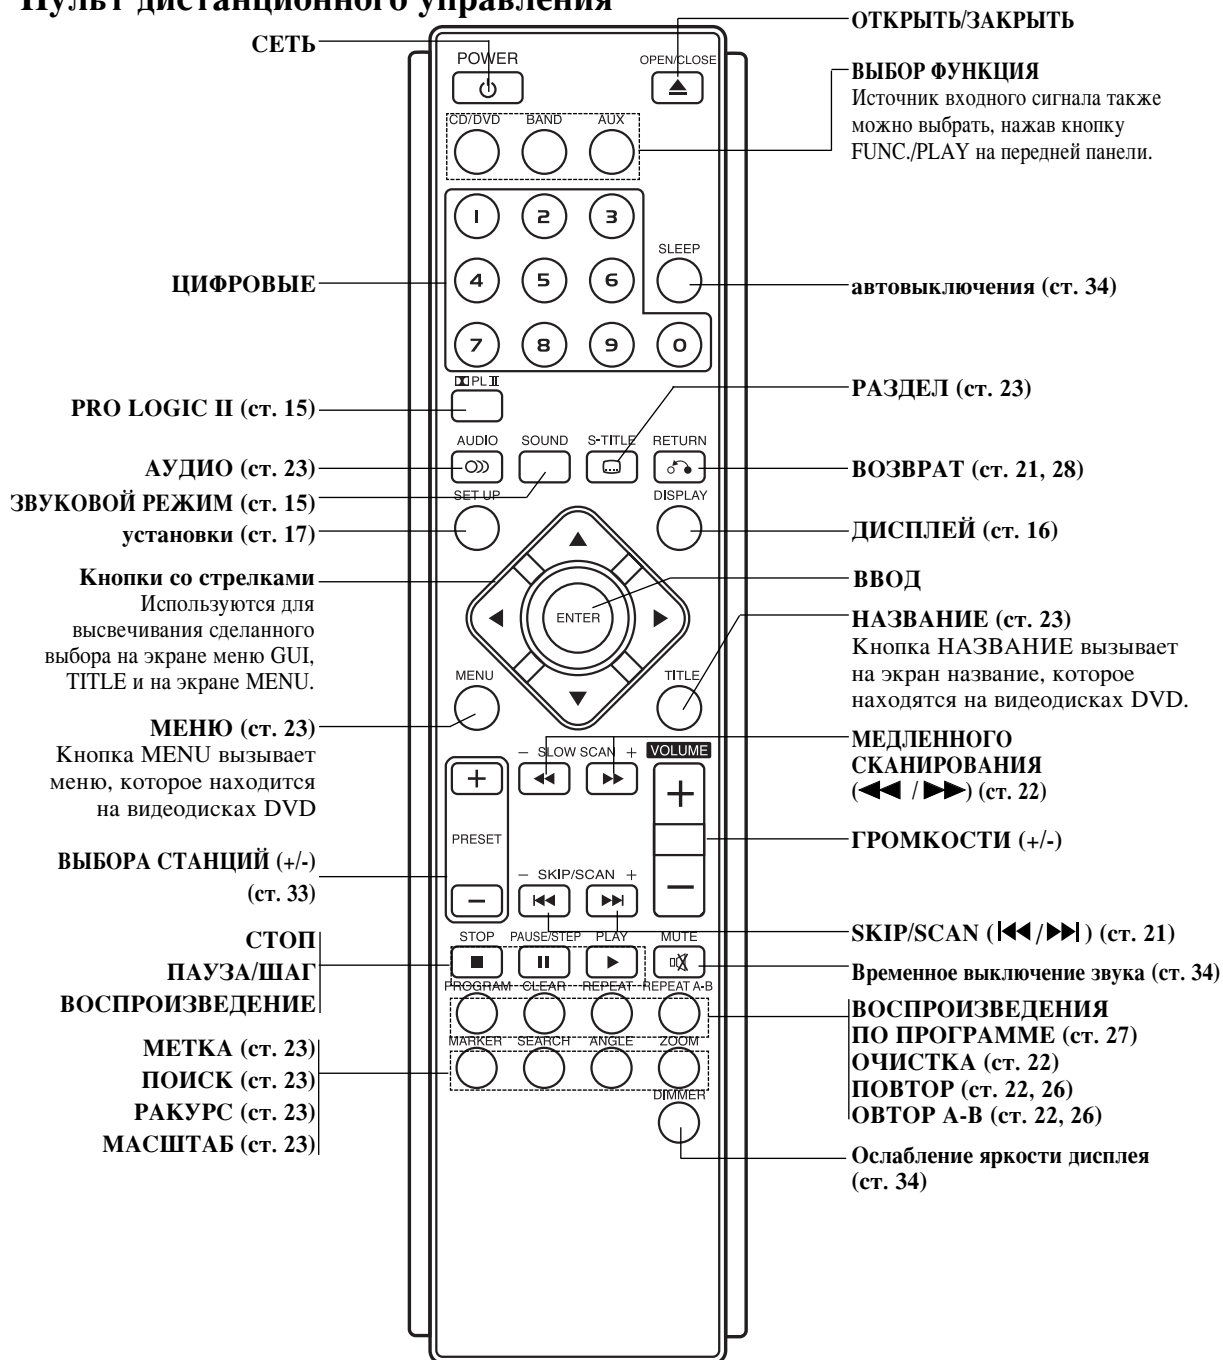 Пульт дистанционного управления
СЕТЬ
ЦИФРОВЫЕ
PRO LOGIC II (ст. 15)
АУДИО (ст. 23)
ЗВУКОВОЙ РЕЖИМ (ст. 15)
установки (ст. 17)
Кнопки со стрелками
Используются для
высвечивания сделанного
выбора на экране меню GUI,
TITLE и на экране MENU.
МЕНЮ (ст. 23)
Кнопка MENU вызывает
меню, которое находится
на видеодисках DVD
ВЫБОРА СТАНЦИЙ (+/-)
(ст. 33)
СТОП
ПАУЗА/ШАГ
ВОСПРОИЗВЕДЕНИЕ
МЕТКА (ст. 23)
ПОИСК (ст. 23)
РАКУРС (ст. 23)
МАСШТАБ (ст. 23)
POWER OPEN/CLOSE
CD/DVD BAND AUX
1 2 3
SLEEP
4 5 6
7 8 9 0
PL II
AUDIO SOUND S-TITLE RETURN
SET UP DISPLAY
ENTER
MENU TITLE
– SLOW SCAN + VOLUME
+ +
PRESET
– SKIP/SCAN +
– –
STOP PAUSE/STEP PLAY MUTE
PROGRAM CLEAR REPEAT REPEAT A-B
MARKER SEARCH ANGLE ZOOM
DIMMER
ОТКРЫТЬ/ЗАКРЫТЬ
ВЫБОР ФУНКЦИЯ
Источник входного сигнала также
можно выбрать, нажав кнопку
FUNC./PLAY на передней панели.
автовыключения (ст. 34)
РАЗДЕЛ (ст. 23)
ВОЗВРАТ (ст. 21, 28)
ДИСПЛЕЙ (ст. 16)
ВВОД
НАЗВАНИЕ (ст. 23)
Кнопка НАЗВАНИЕ вызывает
на экран название, которое
находятся на видеодисках DVD.
МЕДЛЕННОГО
СКАНИРОВАНИЯ
(◀◀ / ▶▶) (ст. 22)
ГРОМКОСТИ (+/-)
SKIP/SCAN (|◀◀ / ▶▶|) (ст. 21)
Временное выключение звука (ст. 34)
ВОСПРОИЗВЕДЕНИЯ
ПО ПРОГРАММЕ (ст. 27)
ОЧИСТКА (ст. 22)
ПОВТОР (ст. 22, 26)
ОВТОР A-B (ст. 22, 26)
Ослабление яркости дисплея
(ст. 34)